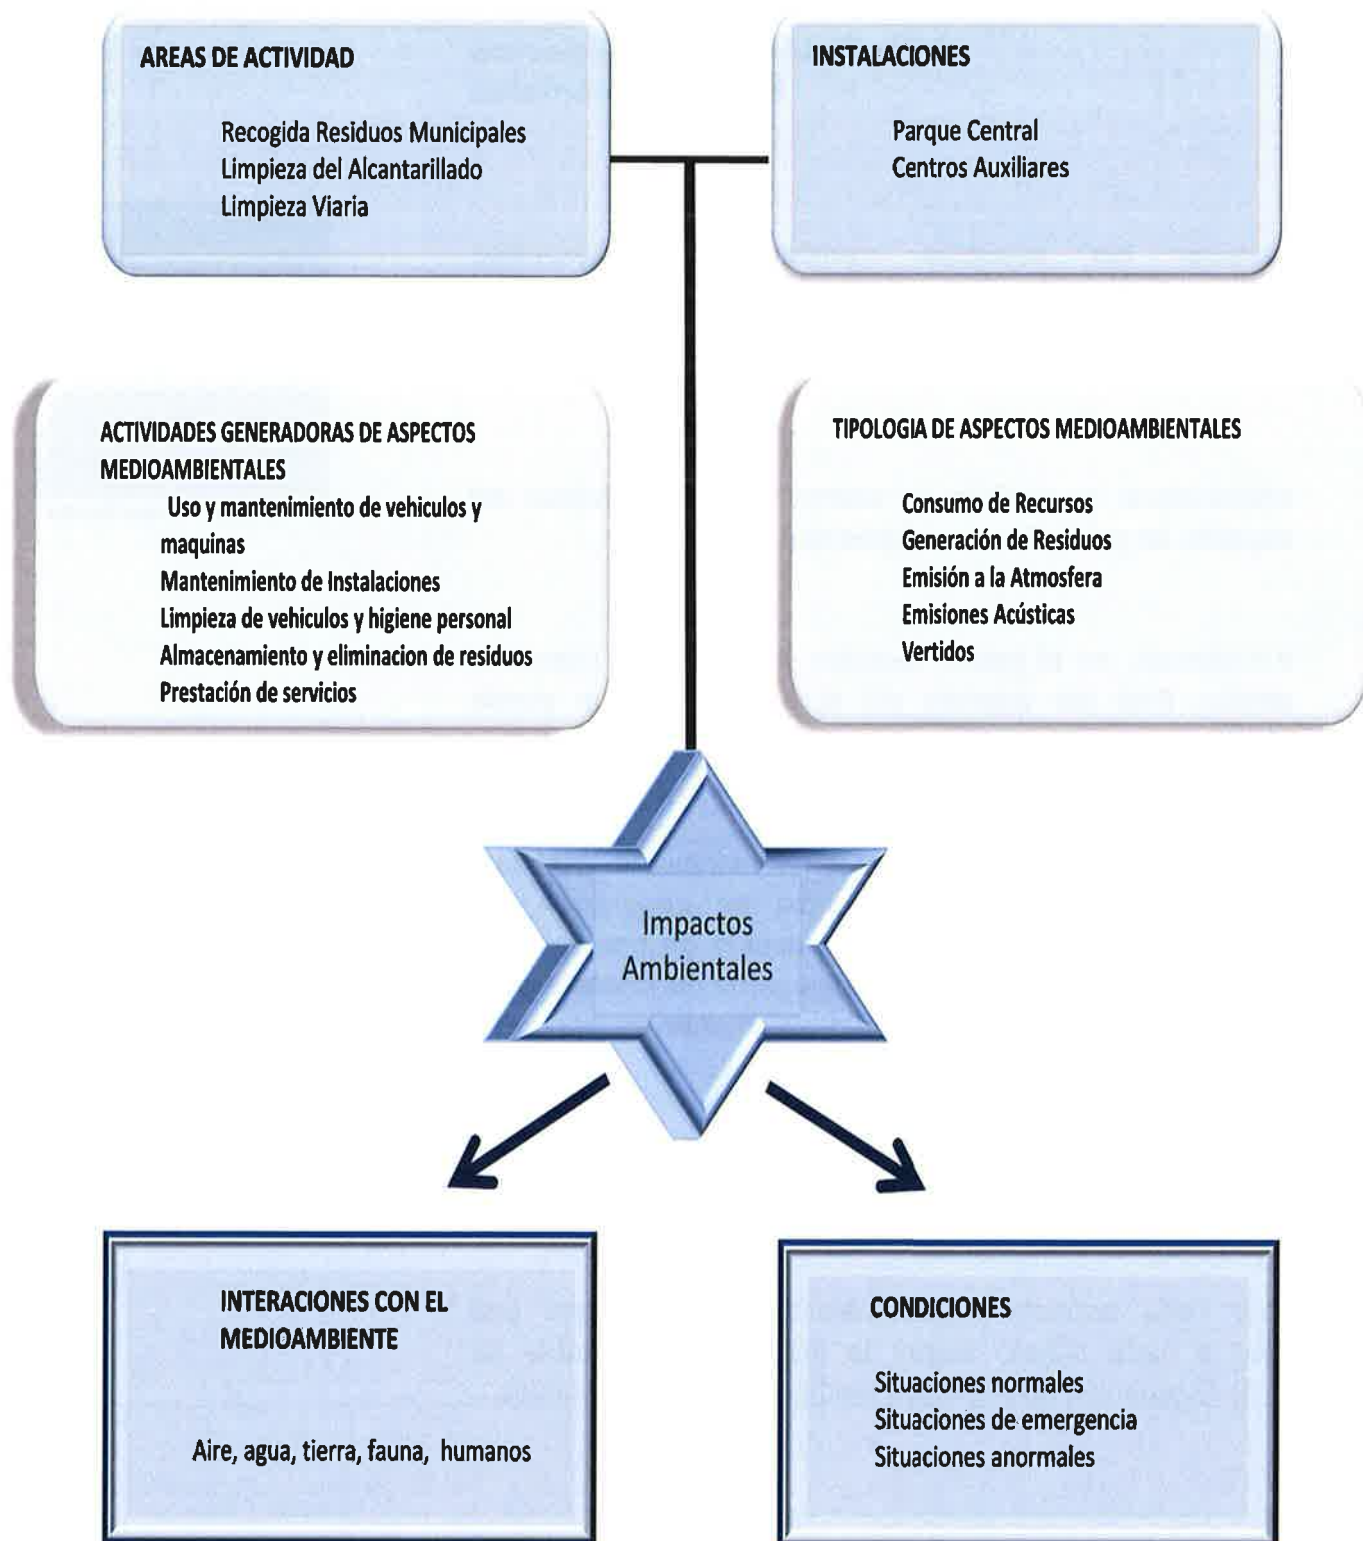 AREAS DE ACTIVIDAD
Recogida Residuos Municipales
Limpieza del Alcantarillado
Limpieza Viaria
INSTALACIONES
Parque Central
Centros Auxiliares
ACTIVIDADES GENERADORAS DE ASPECTOS
MEDIOAMBIENTALES
Uso y mantenimiento de vehiculos y
maquinas
Mantenimiento de Instalaciones
Limpieza de vehiculos y higiene personal
Almacenamiento y eliminacion de residuos
Prestación de servicios
TIPOLOGIA DE ASPECTOS MEDIOAMBIENTALES
Consumo de Recursos
Generación de Residuos
Emisión a la Atmosfera
Emisiones Acústicas
Vertidos
Impactos
Ambientales
INTERACIONES CON EL
MEDIOAMBIENTE
Aire, agua, tierra, fauna, humanos
CONDICIONES
Situaciones normales
Situaciones de emergencia
Situaciones anormales